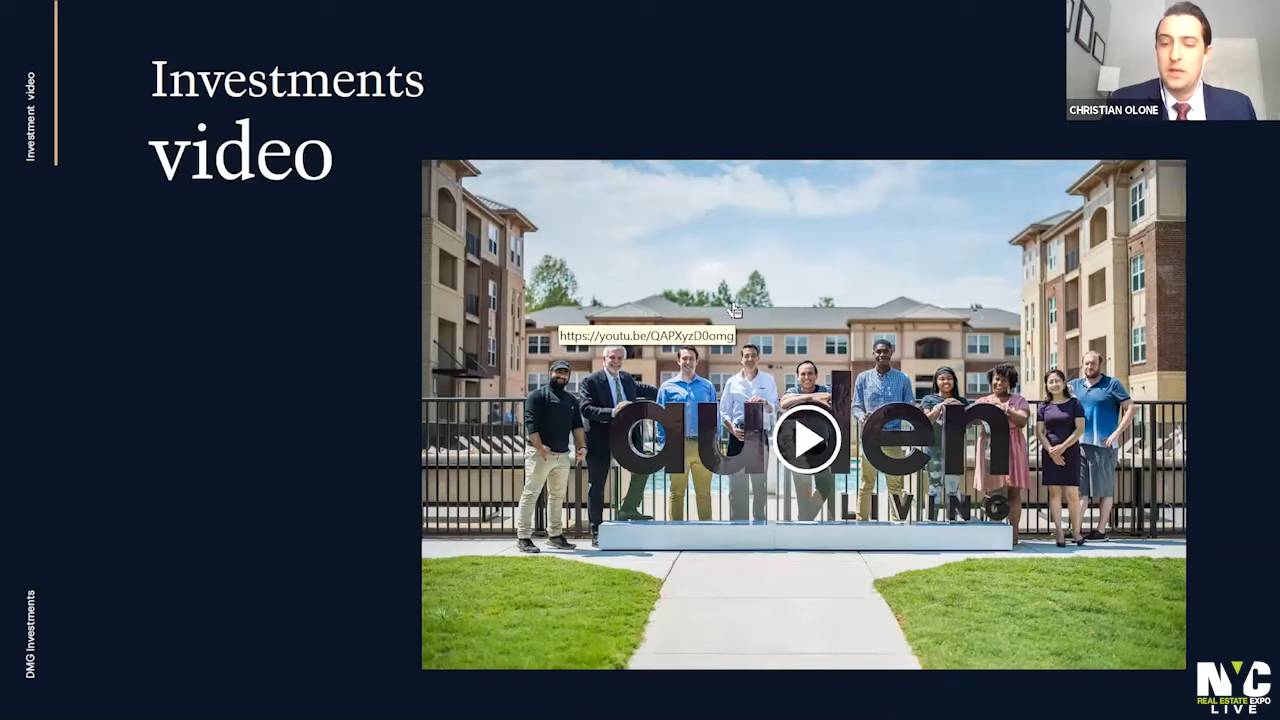 Investment video
Investments
video
CHRISTIAN OLONE
https://youtu.be/QAPXyzD0omg
auden
LIVING
DMG Investments
NYC
REAL ESTATE EXPO
LIVE